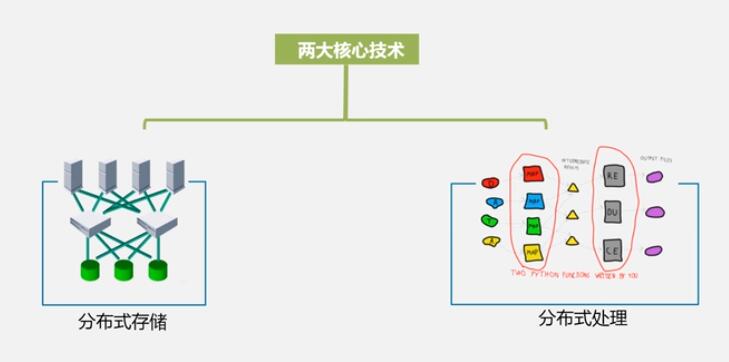 两大核心技术
INTERMEDIATE
RESULTS
OUTPUT FILES
MAP
MAP
MAP
MAP
RE
DU
CE
D
A
T
A
TWO PYTHON FUNCTIONS WRITTEN BY YOU
分布式存储
分布式处理